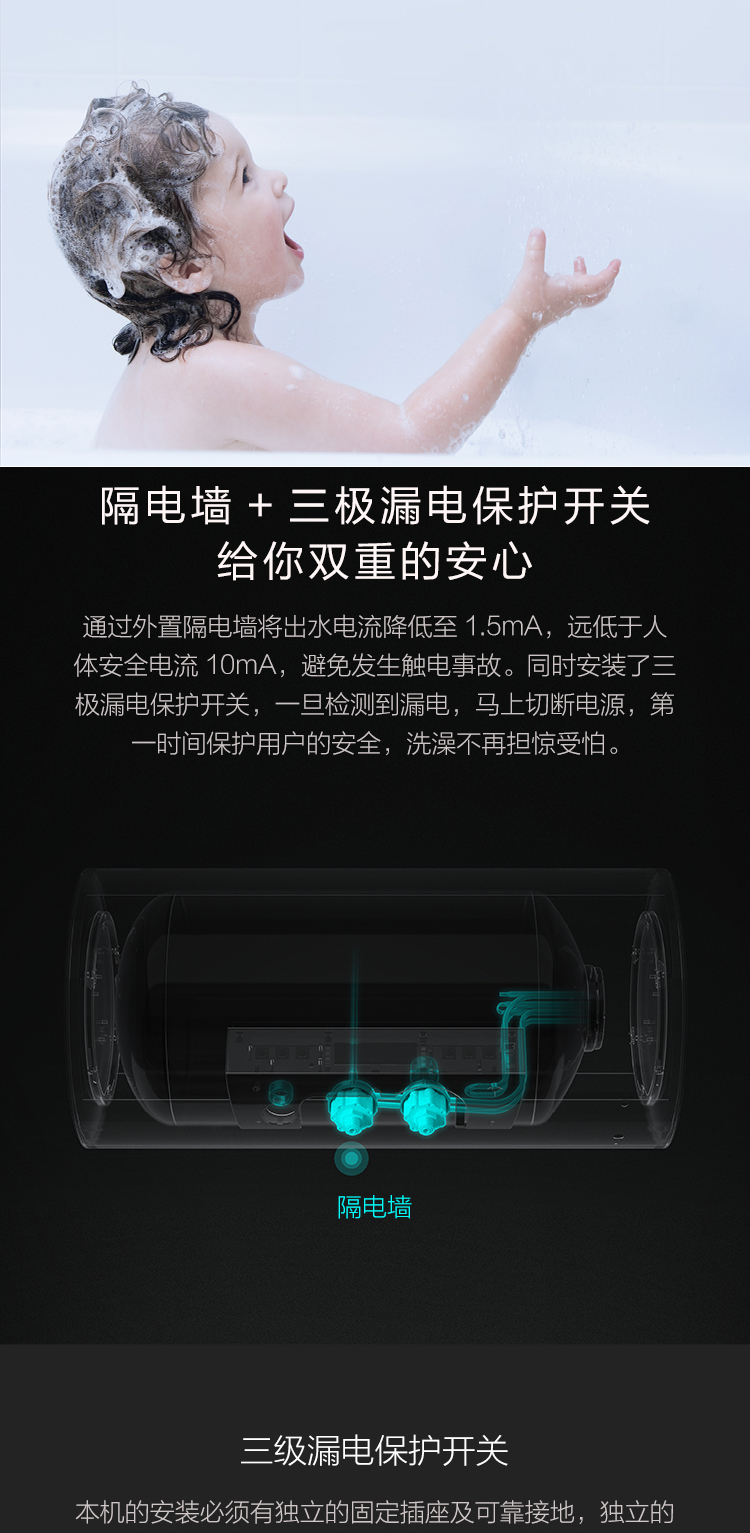 隔电墙 + 三极漏电保护开关
给你双重的安心
通过外置隔电墙将出水电流降低至 1.5mA，远低于人
体安全电流 10mA，避免发生触电事故。同时安装了三
极漏电保护开关，一旦检测到漏电，马上切断电源，第
一时间保护用户的安全，洗澡不再担惊受怕。
隔电墙
三级漏电保护开关
本机的安装必须有独立的固定插座及可靠接地，独立的